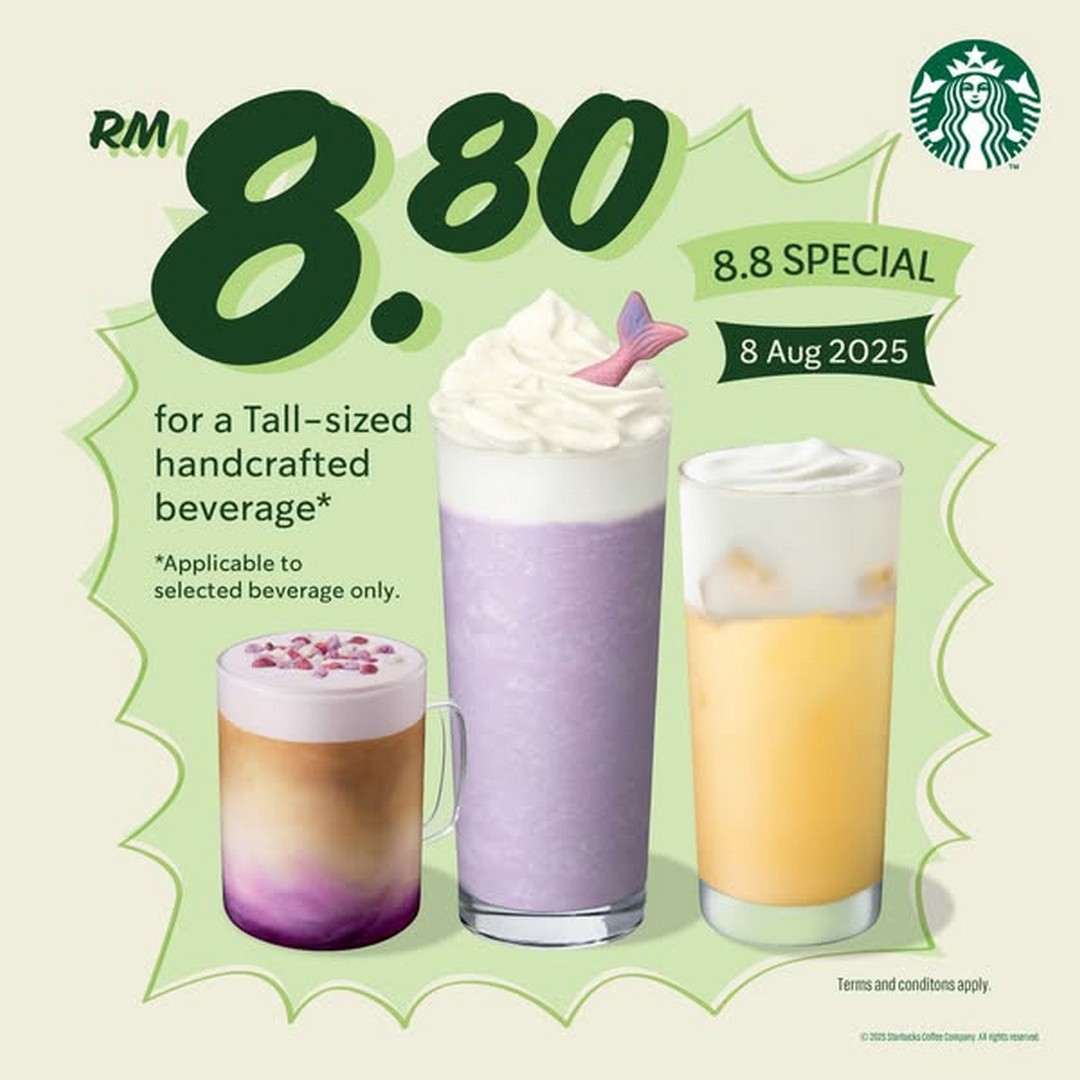 RM 8.80
8.8 SPECIAL
8 Aug 2025
for a Tall-sized
handcrafted
beverage*
*Applicable to
selected beverage only.
Terms and conditons apply.
© 2025 Starbucks Coffee Company. All rights reserved.
TM